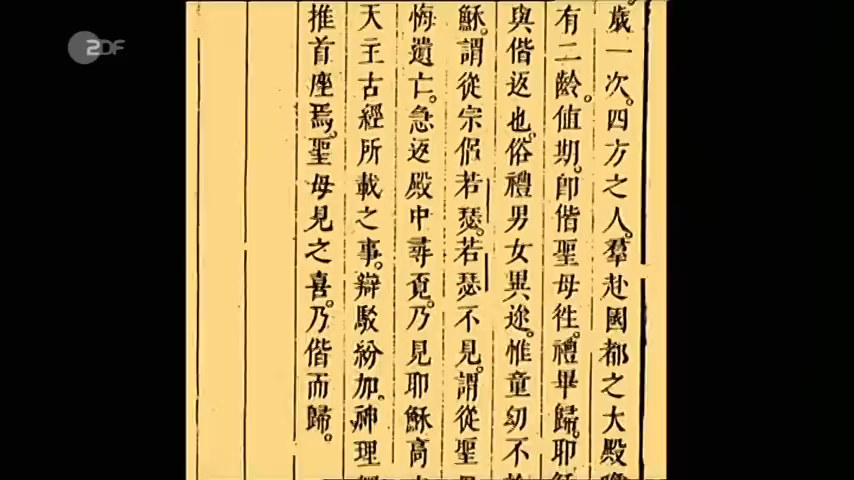 ZDF
歲一次。四方之人。羣赴國都之大殿
有二齡。值期。卽偕聖母徃。禮畢歸。耶穌
與偕返也。俗禮男女異途。惟童幼不
穌。謂從宗侶若瑟。若瑟不見。謂從聖
悔遺亡。急返殿中尋覓。乃見耶穌高
天主古經所載之事。辯駁紛加。神理
推首座焉。聖母見之喜。乃偕而歸。